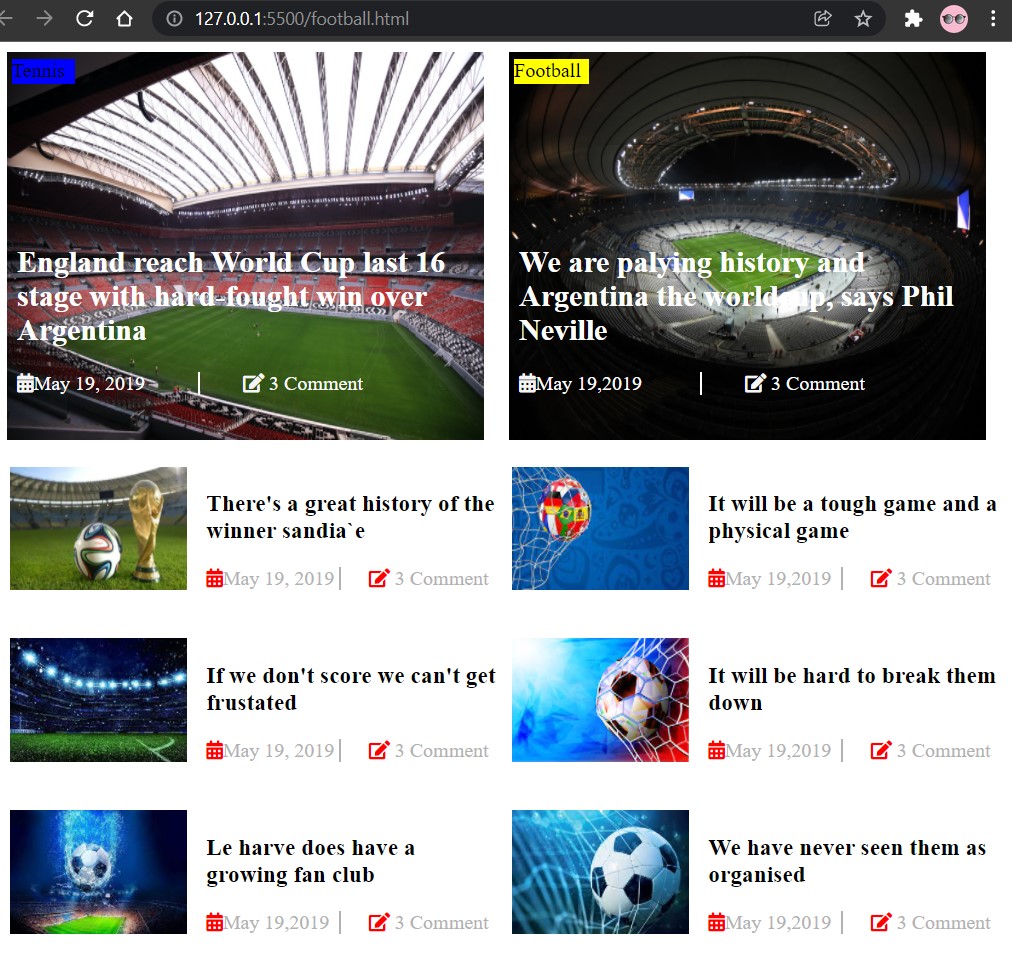 127.0.0.1:5500/football.html
Tennis
England reach World Cup last 16
stage with hard-fought win over
Argentina
May 19, 2019
3 Comment
Football
We are palying history and
Argentina the worldcup, says Phil
Neville
May 19,2019
3 Comment
There's a great history of the
winner sandia`e
May 19, 2019
3 Comment
It will be a tough game and a
physical game
May 19,2019
3 Comment
If we don't score we can't get
frustated
May 19, 2019
3 Comment
It will be hard to break them
down
May 19,2019
3 Comment
Le harve does have a
growing fan club
May 19,2019
3 Comment
We have never seen them as
organised
May 19,2019
3 Comment